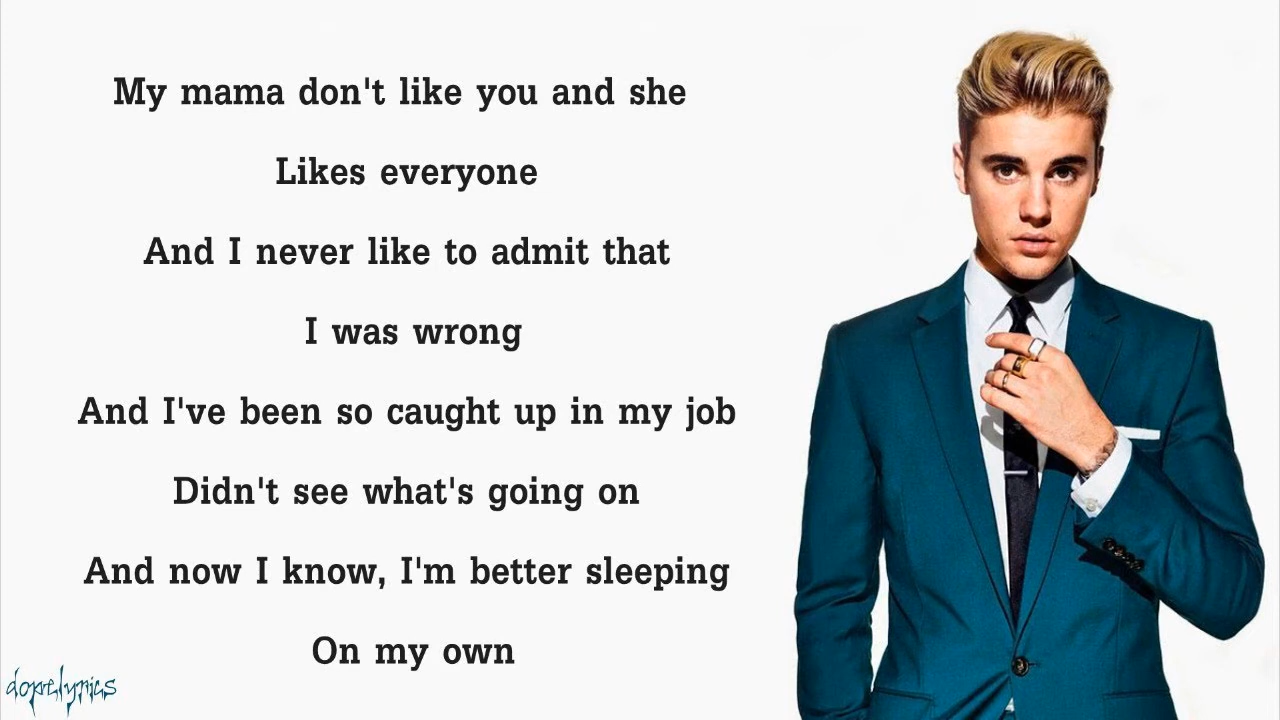 My mama don't like you and she
Likes everyone
And I never like to admit that
I was wrong
And I've been so caught up in my job
Didn't see what's going on
And now I know, I'm better sleeping
On my own
dopelyrics